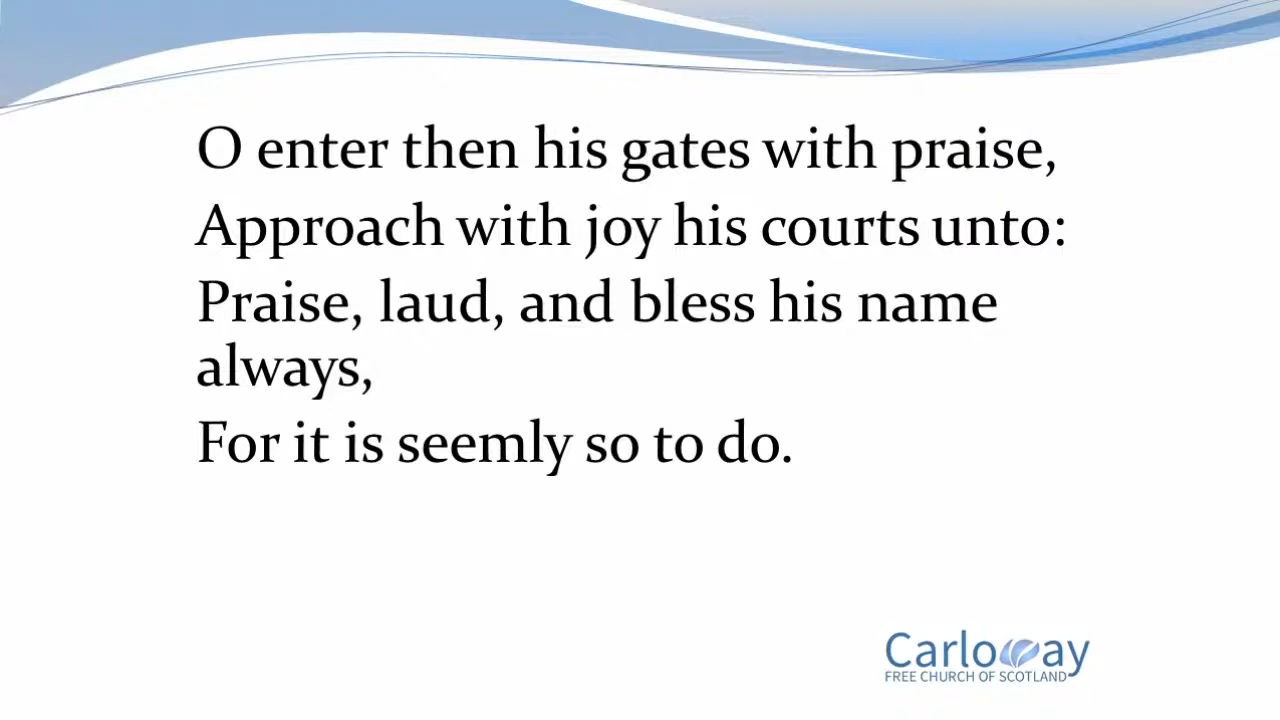 O enter then his gates with praise,
Approach with joy his courts unto:
Praise, laud, and bless his name
always,
For it is seemly so to do.
Carloway
FREE CHURCH OF SCOTLAND